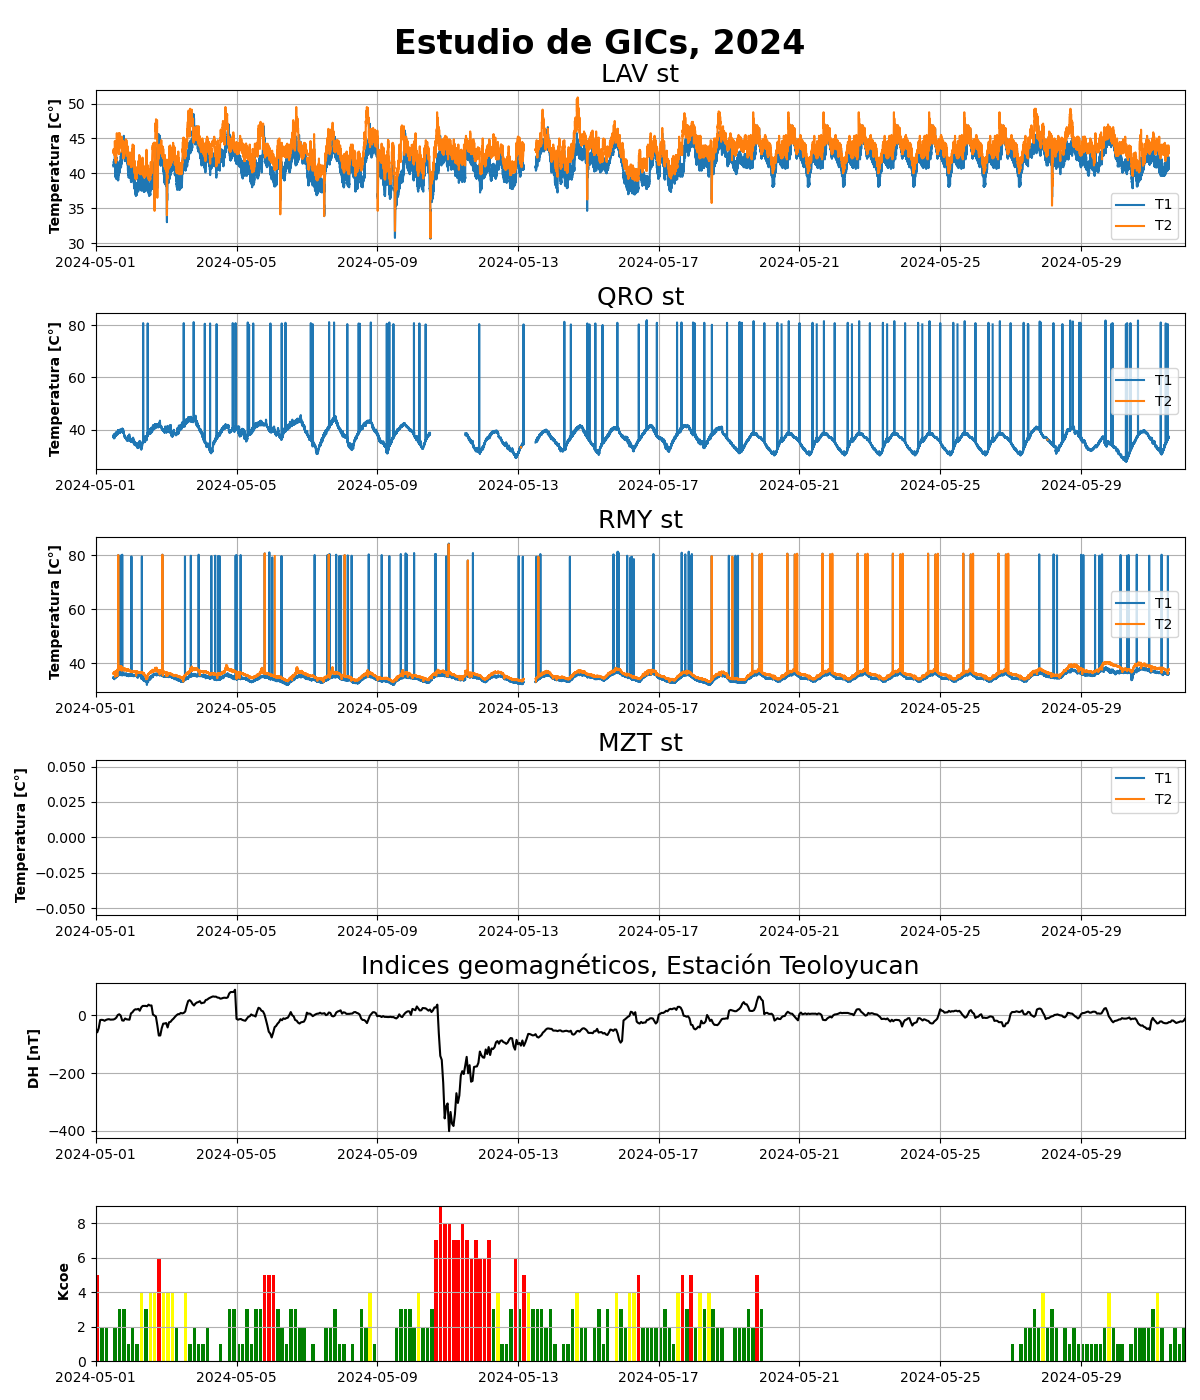 Estudio de GICs, 2024
LAV st
Temperatura [C°]
50
45
40
35
30
T1
T2
2024-05-01 2024-05-05 2024-05-09 2024-05-13 2024-05-17 2024-05-21 2024-05-25 2024-05-29
QRO st
Temperatura [C°]
80
60
40
T1
T2
2024-05-01 2024-05-05 2024-05-09 2024-05-13 2024-05-17 2024-05-21 2024-05-25 2024-05-29
RMY st
Temperatura [C°]
80
60
40
T1
T2
2024-05-01 2024-05-05 2024-05-09 2024-05-13 2024-05-17 2024-05-21 2024-05-25 2024-05-29
MZT st
Temperatura [C°]
0.050
0.025
0.000
−0.025
−0.050
T1
T2
2024-05-01 2024-05-05 2024-05-09 2024-05-13 2024-05-17 2024-05-21 2024-05-25 2024-05-29
Indices geomagnéticos, Estación Teoloyucan
DH [nT]
0
−200
−400
2024-05-01 2024-05-05 2024-05-09 2024-05-13 2024-05-17 2024-05-21 2024-05-25 2024-05-29
Kcoe
8
6
4
2
0
2024-05-01 2024-05-05 2024-05-09 2024-05-13 2024-05-17 2024-05-21 2024-05-25 2024-05-29